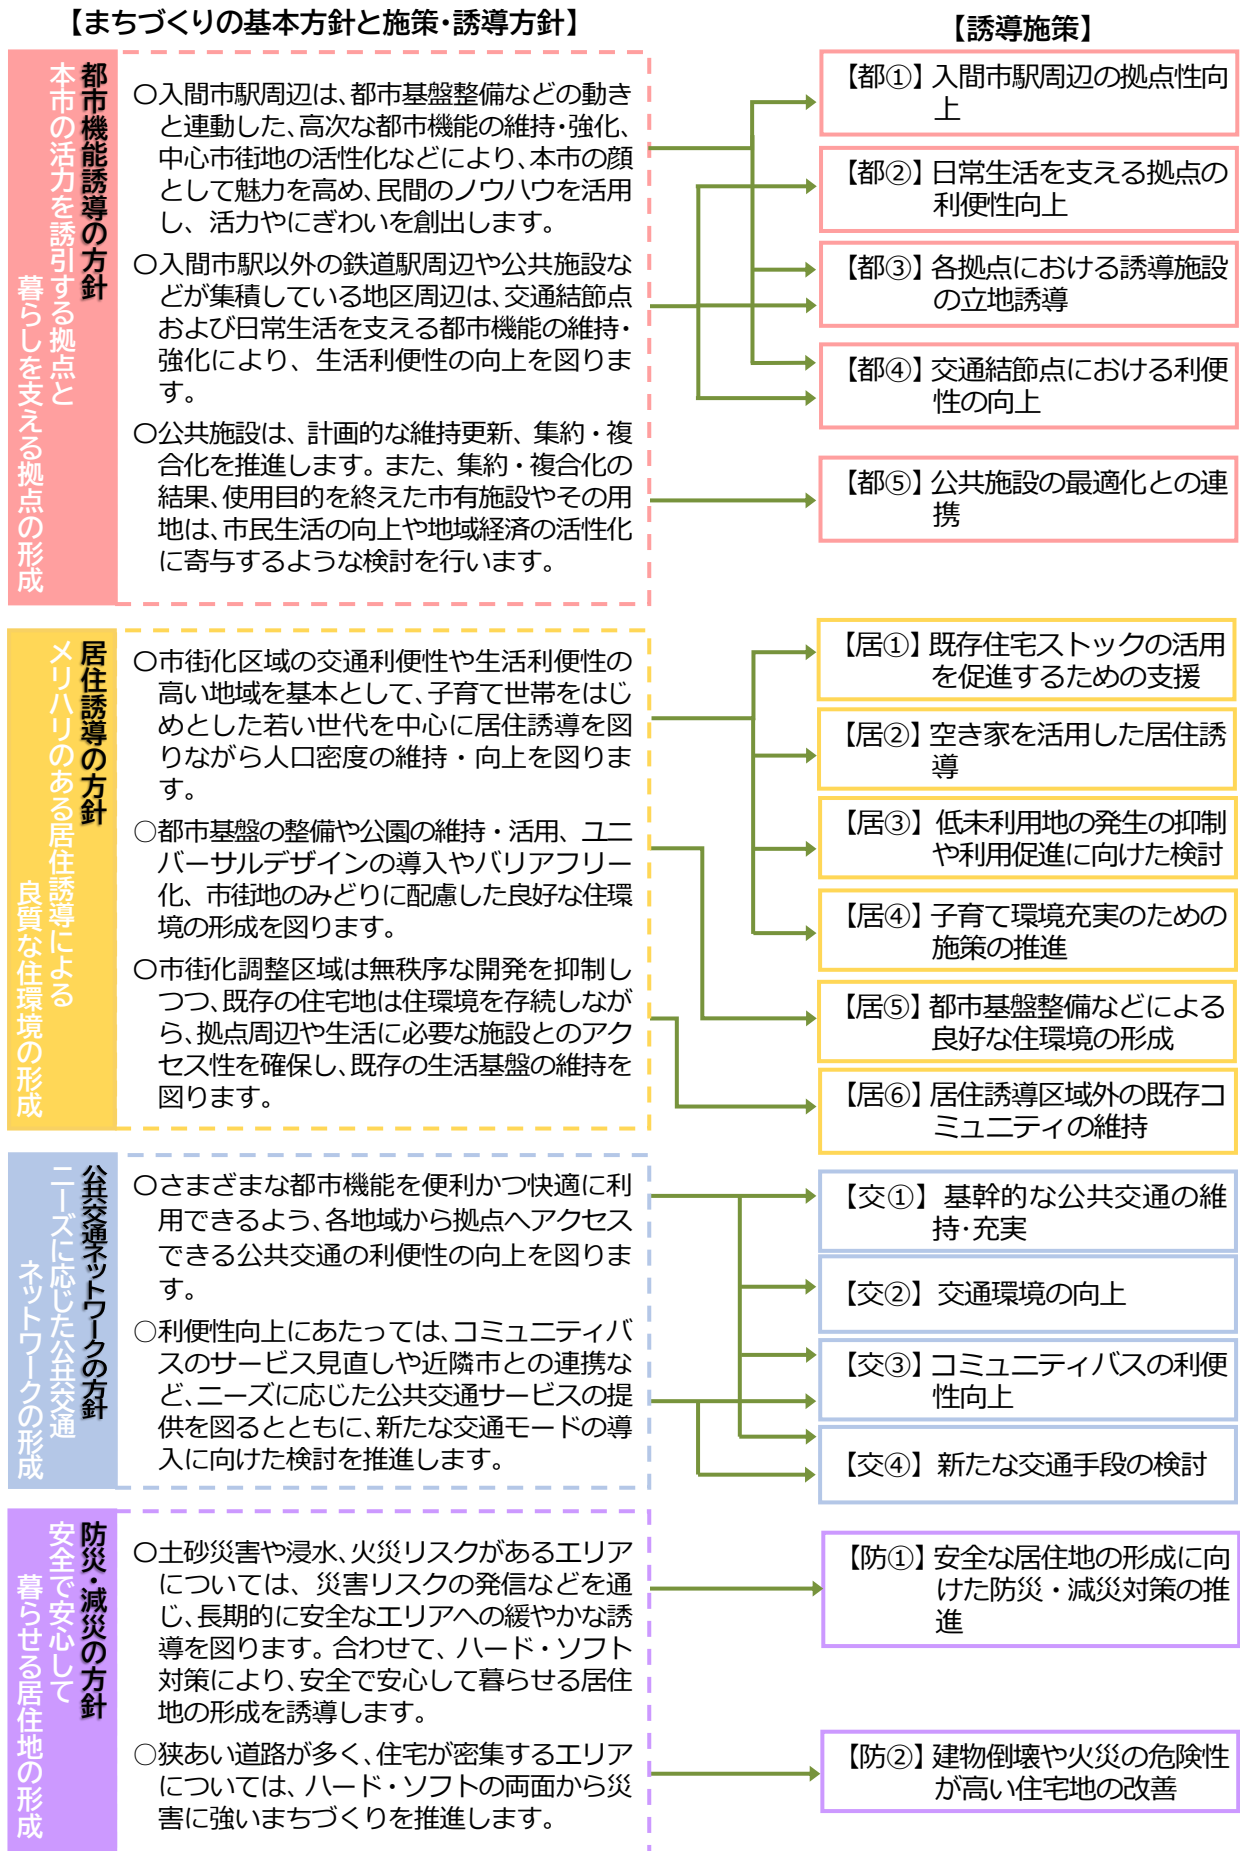 【まちづくりの基本方針と施策・誘導方針】
【誘導施策】
都市機能誘導の方針
本市の活力を誘引する拠点と
暮らしを支える拠点の形成
〇入間市駅周辺は、都市基盤整備などの動き
と連動した、高次な都市機能の維持・強化、
中心市街地の活性化などにより、本市の顔
として魅力を高め、民間のノウハウを活用
し、活力やにぎわいを創出します。
〇入間市駅以外の鉄道駅周辺や公共施設な
どが集積している地区周辺は、交通結節点
および日常生活を支える都市機能の維持・
強化により、生活利便性の向上を図りま
す。
〇公共施設は、計画的な維持更新、集約・複
合化を推進します。また、集約・複合化の
結果、使用目的を終えた市有施設やその用
地は、市民生活の向上や地域経済の活性化
に寄与するような検討を行います。
【都①】入間市駅周辺の拠点性向
上
【都②】日常生活を支える拠点の
利便性向上
【都③】各拠点における誘導施設
の立地誘導
【都④】交通結節点における利便
性の向上
【都⑤】公共施設の最適化との連
携
居住誘導の方針
メリハリのある居住誘導による
良質な住環境の形成
〇市街化区域の交通利便性や生活利便性の
高い地域を基本として、子育て世帯をはじ
めとした若い世代を中心に居住誘導を図
りながら人口密度の維持・向上を図りま
す。
○都市基盤の整備や公園の維持・活用、ユニ
バーサルデザインの導入やバリアフリー
化、市街地のみどりに配慮した良好な住環
境の形成を図ります。
〇市街化調整区域は無秩序な開発を抑制し
つつ、既存の住宅地は住環境を存続しなが
ら、拠点周辺や生活に必要な施設とのアク
セス性を確保し、既存の生活基盤の維持を
図ります。
【居①】既存住宅ストックの活用
を促進するための支援
【居②】空き家を活用した居住誘
導
【居③】低未利用地の発生の抑制
や利用促進に向けた検討
【居④】子育て環境充実のための
施策の推進
【居⑤】都市基盤整備などによる
良好な住環境の形成
【居⑥】居住誘導区域外の既存コ
ミュニティの維持
公共交通ネットワークの方針
ニーズに応じた公共交通
ネットワークの形成
〇さまざまな都市機能を便利かつ快適に利
用できるよう、各地域から拠点へアクセス
できる公共交通の利便性の向上を図りま
す。
○利便性向上にあたっては、コミュニティバ
スのサービス見直しや近隣市との連携な
ど、ニーズに応じた公共交通サービスの提
供を図るとともに、新たな交通モードの導
入に向けた検討を推進します。
【交①】基幹的な公共交通の維
持・充実
【交②】交通環境の向上
【交③】コミュニティバスの利便
性向上
【交④】新たな交通手段の検討
防災・減災の方針
安全で安心して
暮らせる居住地の形成
〇土砂災害や浸水、火災リスクがあるエリア
については、災害リスクの発信などを通
じ、長期的に安全なエリアへの緩やかな誘
導を図ります。合わせて、ハード・ソフト
対策により、安全で安心して暮らせる居住
地の形成を誘導します。
○狭あい道路が多く、住宅が密集するエリア
については、ハード・ソフトの両面から災
害に強いまちづくりを推進します。
【防①】安全な居住地の形成に向
けた防災・減災対策の推
進
【防②】建物倒壊や火災の危険性
が高い住宅地の改善